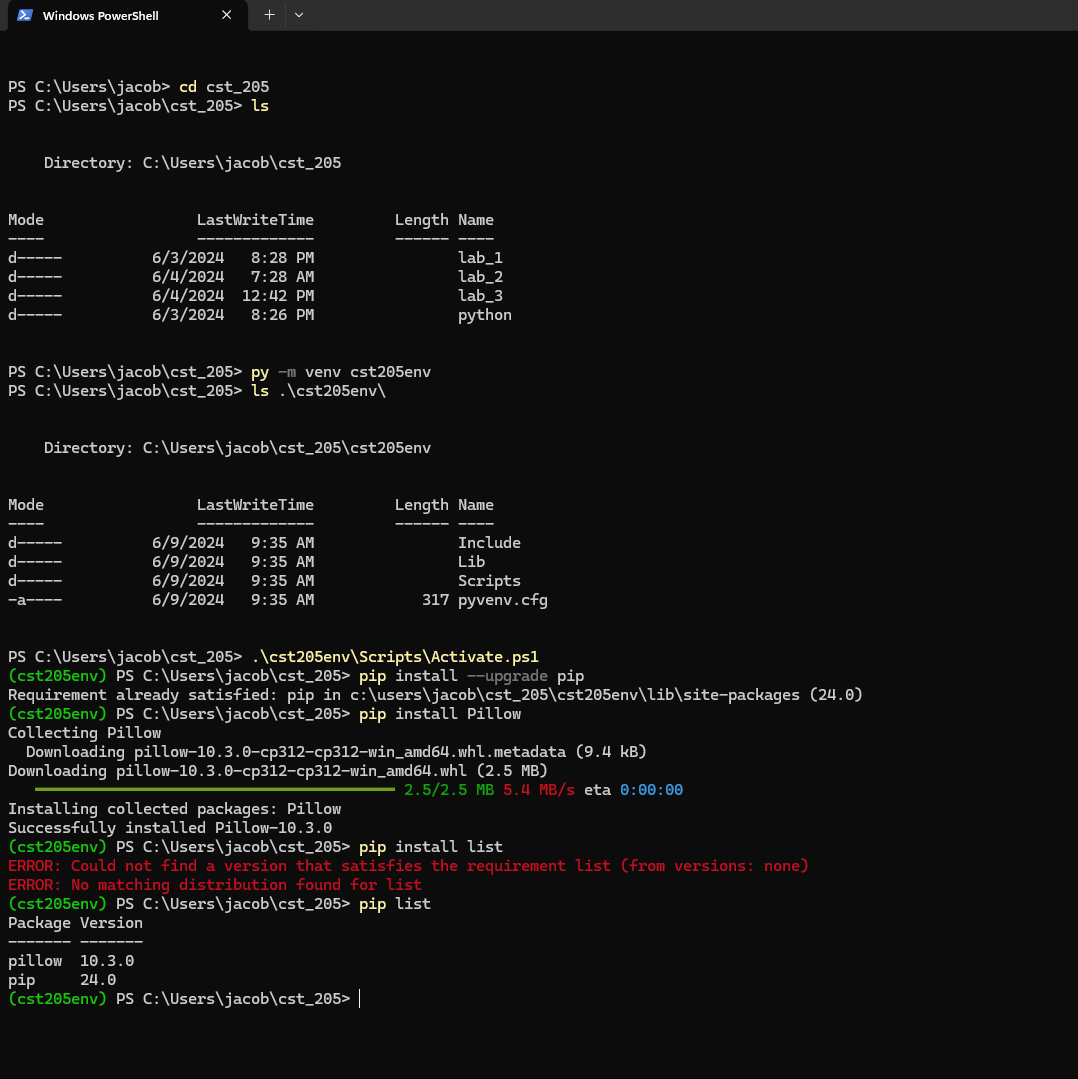 Windows PowerShell
PS C:\Users\jacob> cd cst_205
PS C:\Users\jacob\cst_205> ls
Directory: C:\Users\jacob\cst_205
Mode LastWriteTime Length Name
---- ------------- ------ ----
d----- 6/3/2024 8:28 PM lab_1
d----- 6/4/2024 7:28 AM lab_2
d----- 6/4/2024 12:42 PM lab_3
d----- 6/3/2024 8:26 PM python
PS C:\Users\jacob\cst_205> py -m venv cst205env
PS C:\Users\jacob\cst_205> ls .\cst205env\
Directory: C:\Users\jacob\cst_205\cst205env
Mode LastWriteTime Length Name
---- ------------- ------ ----
d----- 6/9/2024 9:35 AM Include
d----- 6/9/2024 9:35 AM Lib
d----- 6/9/2024 9:35 AM Scripts
-a---- 6/9/2024 9:35 AM 317 pyvenv.cfg
PS C:\Users\jacob\cst_205> .\cst205env\Scripts\Activate.ps1
(cst205env) PS C:\Users\jacob\cst_205> pip install --upgrade pip
Requirement already satisfied: pip in c:\users\jacob\cst_205\cst205env\lib\site-packages (24.0)
(cst205env) PS C:\Users\jacob\cst_205> pip install Pillow
Collecting Pillow
Downloading pillow-10.3.0-cp312-cp312-win_amd64.whl.metadata (9.4 kB)
Downloading pillow-10.3.0-cp312-cp312-win_amd64.whl (2.5 MB)
2.5/2.5 MB 5.4 MB/s eta 0:00:00
Installing collected packages: Pillow
Successfully installed Pillow-10.3.0
(cst205env) PS C:\Users\jacob\cst_205> pip install list
ERROR: Could not find a version that satisfies the requirement list (from versions: none)
ERROR: No matching distribution found for list
(cst205env) PS C:\Users\jacob\cst_205> pip list
Package Version
------- -------
pillow 10.3.0
pip 24.0
(cst205env) PS C:\Users\jacob\cst_205>